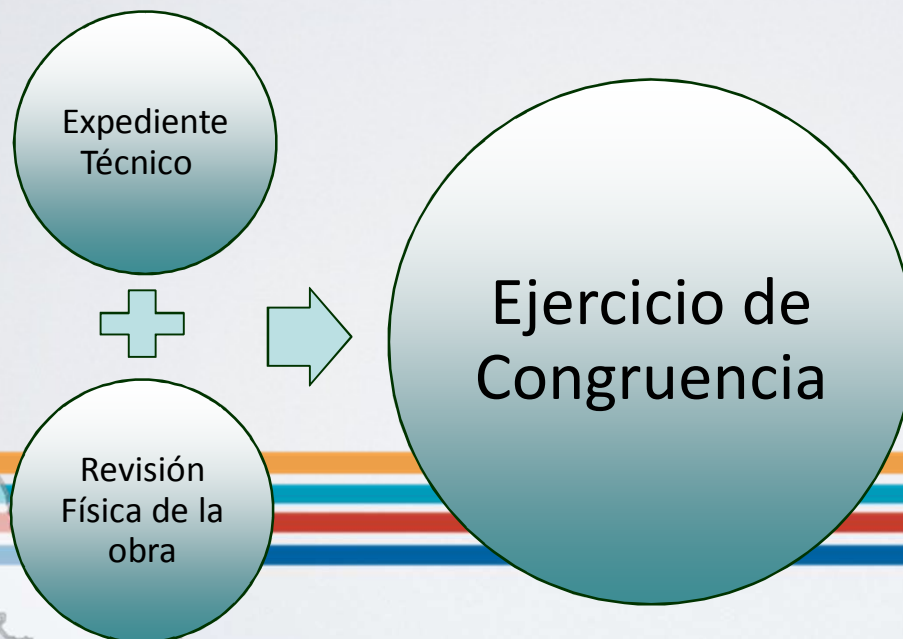 Expediente
Técnico
Revisión
Física de la
obra
Ejercicio de
Congruencia